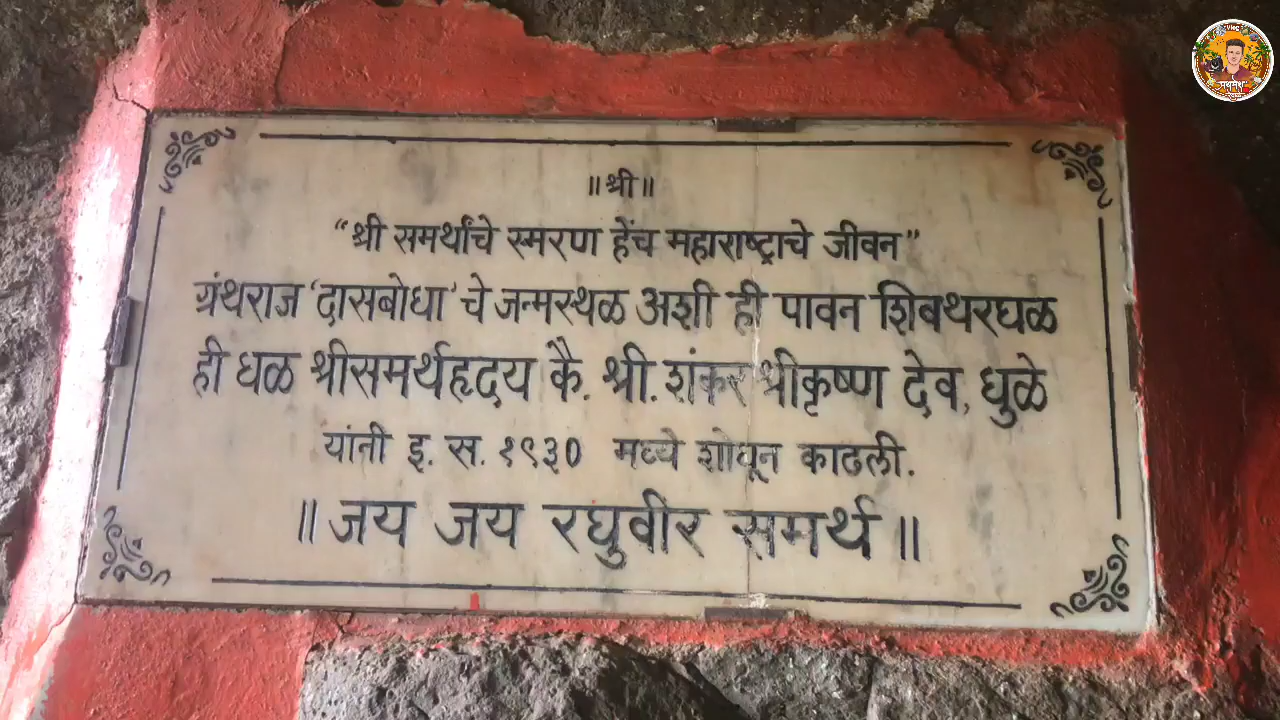 ॥श्री॥
“श्री समर्थांचे स्मरण हेंच महाराष्ट्राचे जीवन”
ग्रंथराज ‘दासबोधा’ चे जन्मस्थळ अशी ही पावन शिवथरघळ
ही घळ श्रीसमर्थहृदय कै. श्री. शंकर श्रीकृष्ण देव, धुळे
यांनी इ. स. १९३० मध्ये शोधून काढली.
॥ जय जय रघुवीर समर्थ ॥